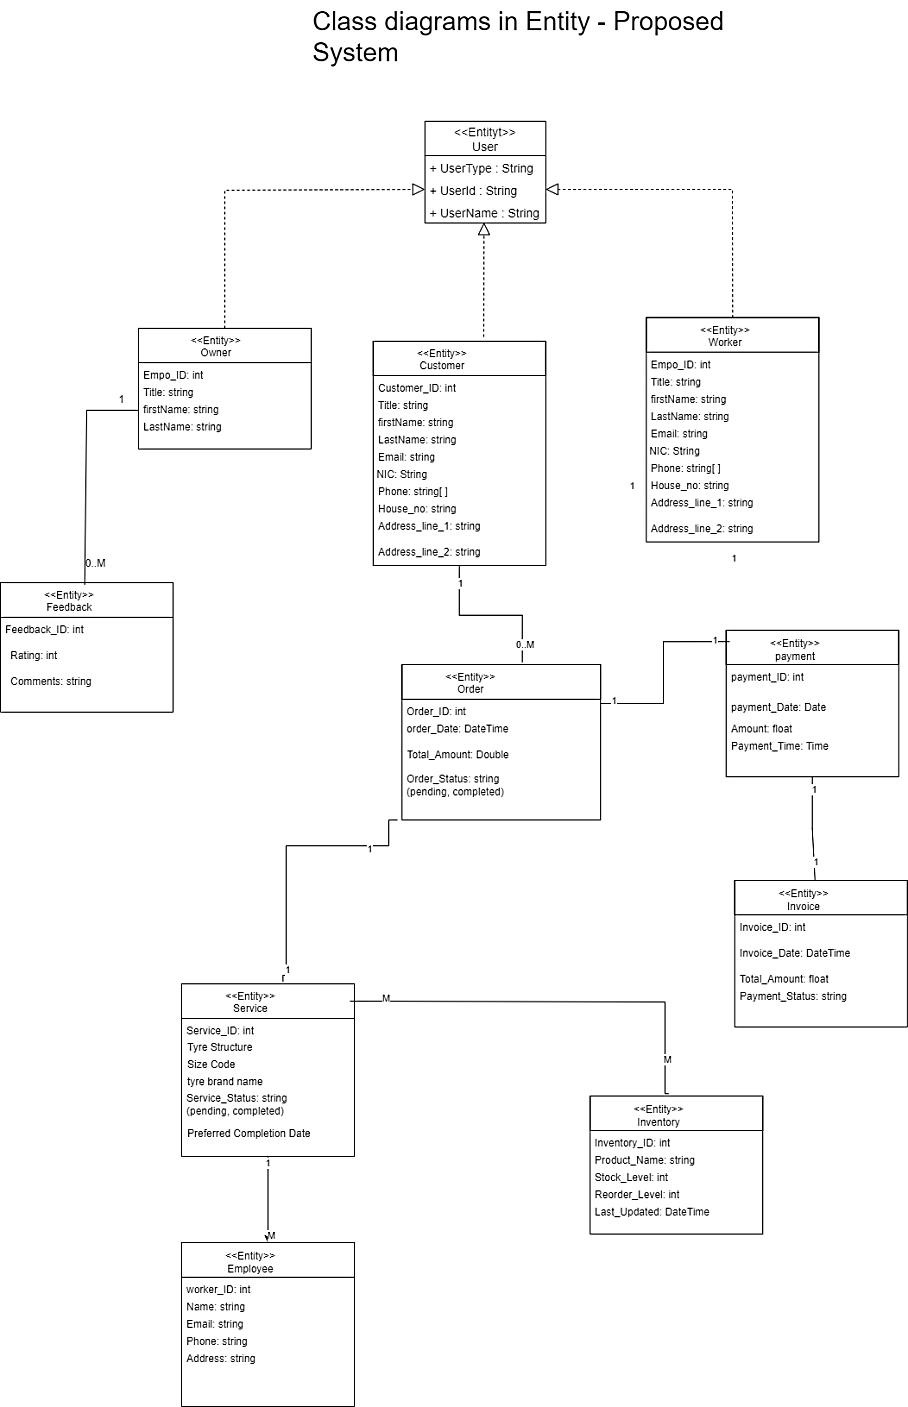 Class diagrams in Entity - Proposed
System
<<Entityt>>
User
+ UserType : String
+ UserId : String
+ UserName : String
<<Entity>>
Owner
Empo_ID: int
Title: string
firstName: string
LastName: string
1
0..M
<<Entity>>
Customer
Customer_ID: int
Title: string
firstName: string
LastName: string
Email: string
NIC: String
Phone: string[ ]
House_no: string
Address_line_1: string
Address_line_2: string
<<Entity>>
Worker
Empo_ID: int
Title: string
firstName: string
LastName: string
Email: string
NIC: String
Phone: string[ ]
House_no: string
Address_line_1: string
Address_line_2: string
1
1
<<Entity>>
Feedback
Feedback_ID: int
Rating: int
Comments: string
1
0..M
<<Entity>>
Order
Order_ID: int
order_Date: DateTime
Total_Amount: Double
Order_Status: string
(pending, completed)
1
1
<<Entity>>
payment
payment_ID: int
payment_Date: Date
Amount: float
Payment_Time: Time
1
1
<<Entity>>
Invoice
Invoice_ID: int
Invoice_Date: DateTime
Total_Amount: float
Payment_Status: string
1
1
<<Entity>>
Service
Service_ID: int
Tyre Structure
Size Code
tyre brand name
Service_Status: string
(pending, completed)
Preferred Completion Date
M
M
<<Entity>>
Inventory
Inventory_ID: int
Product_Name: string
Stock_Level: int
Reorder_Level: int
Last_Updated: DateTime
1
M
<<Entity>>
Employee
worker_ID: int
Name: string
Email: string
Phone: string
Address: string